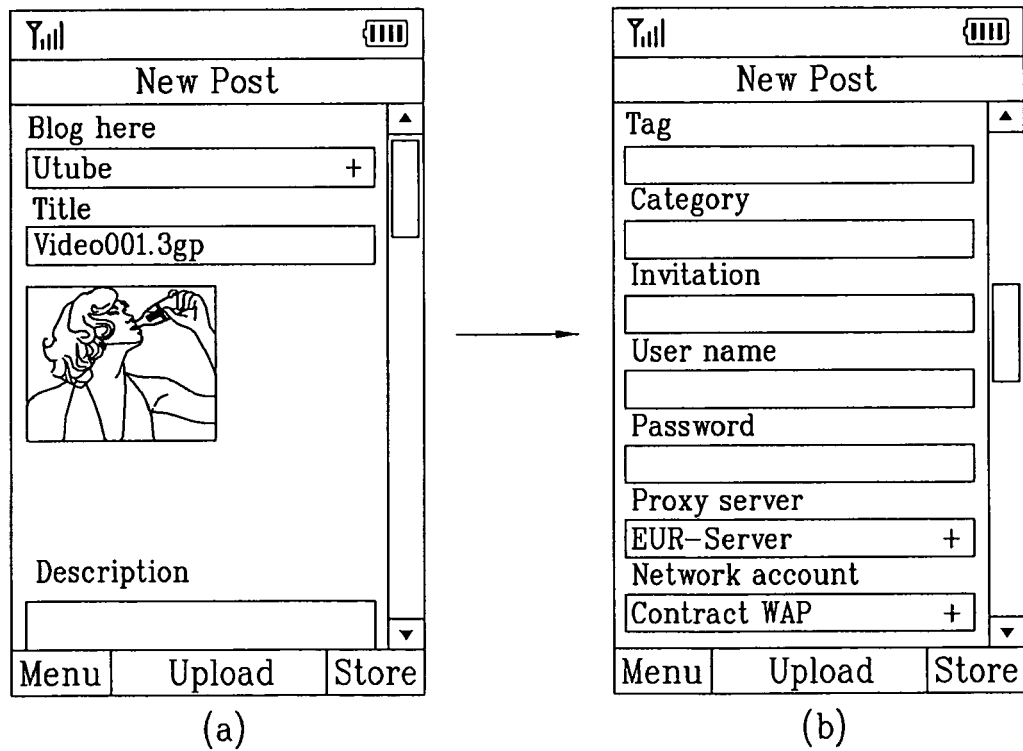 New Post
Blog here
Utube +
Title
Video001.3gp
Description
Menu Upload Store
(a)
New Post
Tag
Category
Invitation
User name
Password
Proxy server
EUR-Server +
Network account
Contract WAP +
Menu Upload Store
(b)